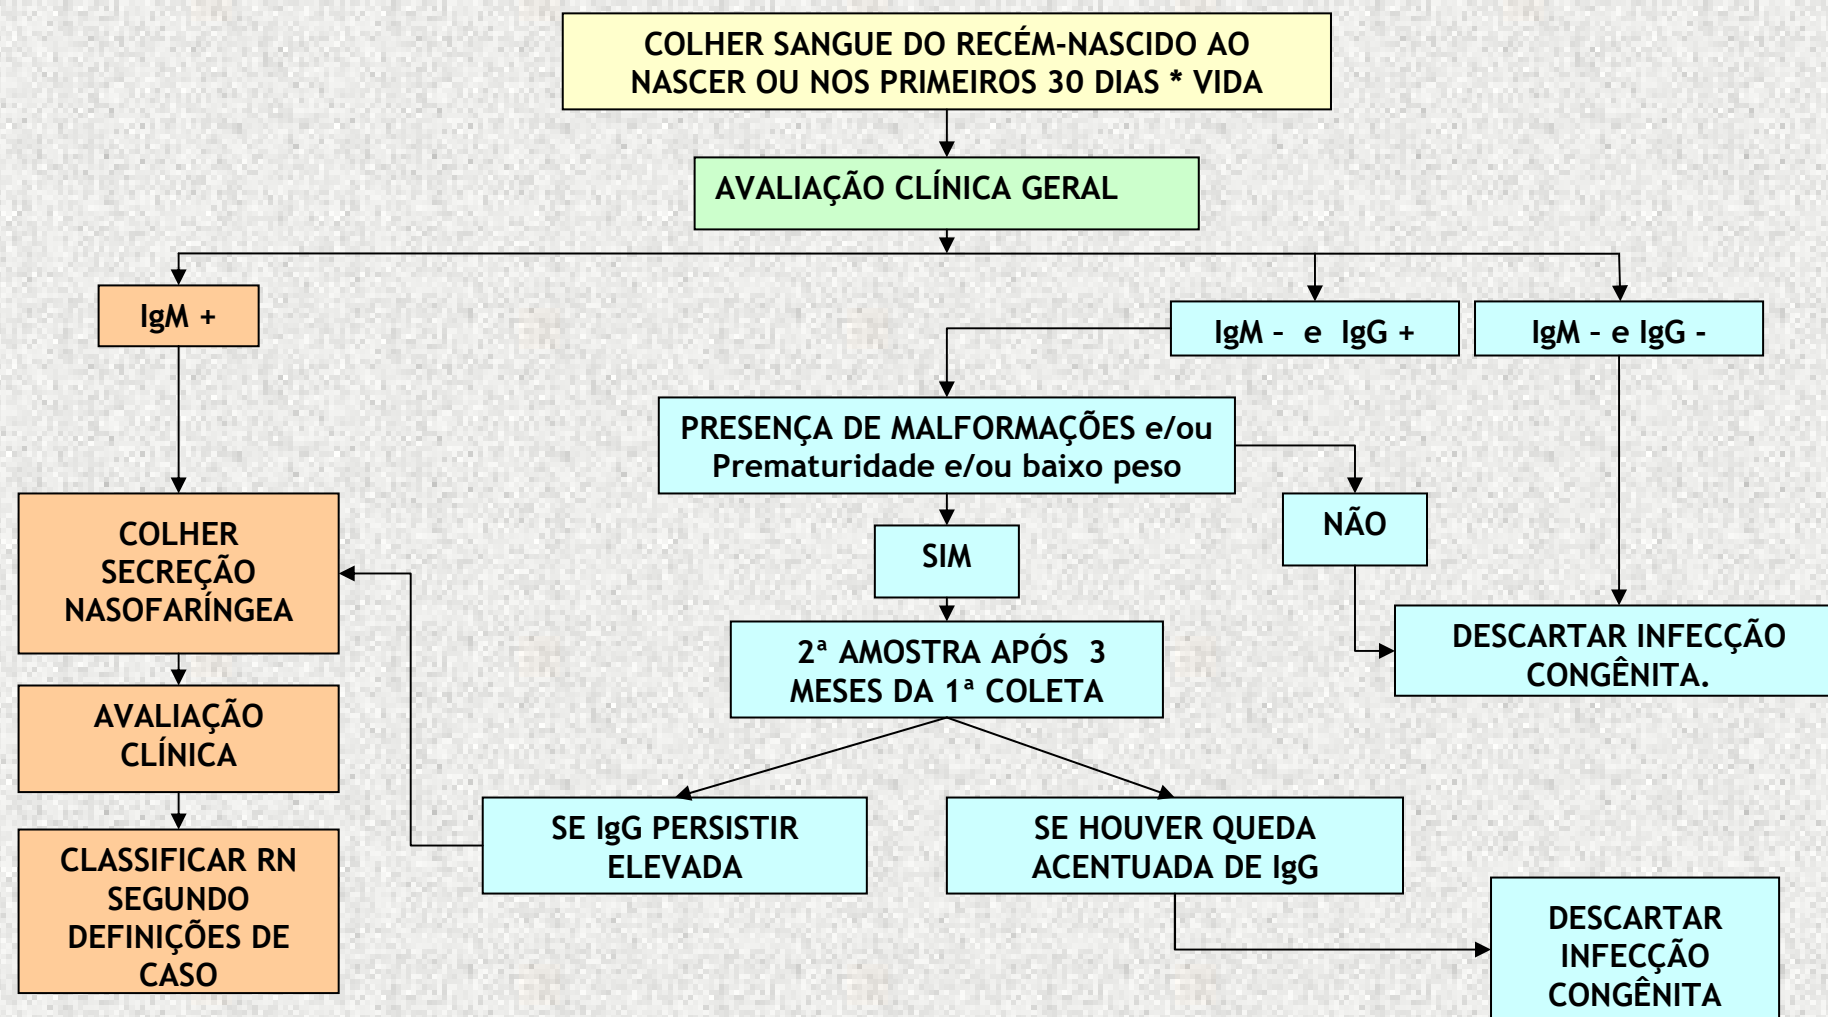 COLHER SANGUE DO RECÉM-NASCIDO AO
NASCER OU NOS PRIMEIROS 30 DIAS * VIDA
AVALIAÇÃO CLÍNICA GERAL
IgM +
IgM – e IgG +
IgM – e IgG -
PRESENÇA DE MALFORMAÇÕES e/ou
Prematuridade e/ou baixo peso
NÃO
SIM
COLHER
SECREÇÃO
NASOFARÍNGEA
2ª AMOSTRA APÓS 3
MESES DA 1ª COLETA
DESCARTAR INFECÇÃO
CONGÊNITA.
AVALIAÇÃO
CLÍNICA
SE IgG PERSISTIR
ELEVADA
SE HOUVER QUEDA
ACENTUADA DE IgG
CLASSIFICAR RN
SEGUNDO
DEFINIÇÕES DE
CASO
DESCARTAR
INFECÇÃO
CONGÊNITA